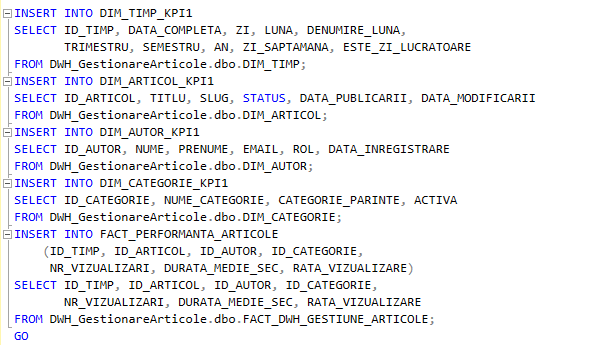 INSERT INTO DIM_TIMP_KPI1
SELECT ID_TIMP, DATA_COMPLETA, ZI, LUNA, DENUMIRE_LUNA,
TRIMESTRU, SEMESTRU, AN, ZI_SAPTAMANA, ESTE_ZI_LUCRATOARE
FROM DWH_GestionareArticole.dbo.DIM_TIMP;
INSERT INTO DIM_ARTICOL_KPI1
SELECT ID_ARTICOL, TITLU, SLUG, STATUS, DATA_PUBLICARII, DATA_MODIFICARII
FROM DWH_GestionareArticole.dbo.DIM_ARTICOL;
INSERT INTO DIM_AUTOR_KPI1
SELECT ID_AUTOR, NUME, PRENUME, EMAIL, ROL, DATA_INREGISTRARE
FROM DWH_GestionareArticole.dbo.DIM_AUTOR;
INSERT INTO DIM_CATEGORIE_KPI1
SELECT ID_CATEGORIE, NUME_CATEGORIE, CATEGORIE_PARINTE, ACTIVA
FROM DWH_GestionareArticole.dbo.DIM_CATEGORIE;
INSERT INTO FACT_PERFORMANTA_ARTICOLE
(ID_TIMP, ID_ARTICOL, ID_AUTOR, ID_CATEGORIE,
NR_VIZUALIZARI, DURATA_MEDIE_SEC, RATA_VIZUALIZARE)
SELECT ID_TIMP, ID_ARTICOL, ID_AUTOR, ID_CATEGORIE,
NR_VIZUALIZARI, DURATA_MEDIE_SEC, RATA_VIZUALIZARE
FROM DWH_GestionareArticole.dbo.FACT_DWH_GESTIUNE_ARTICOLE;
GO